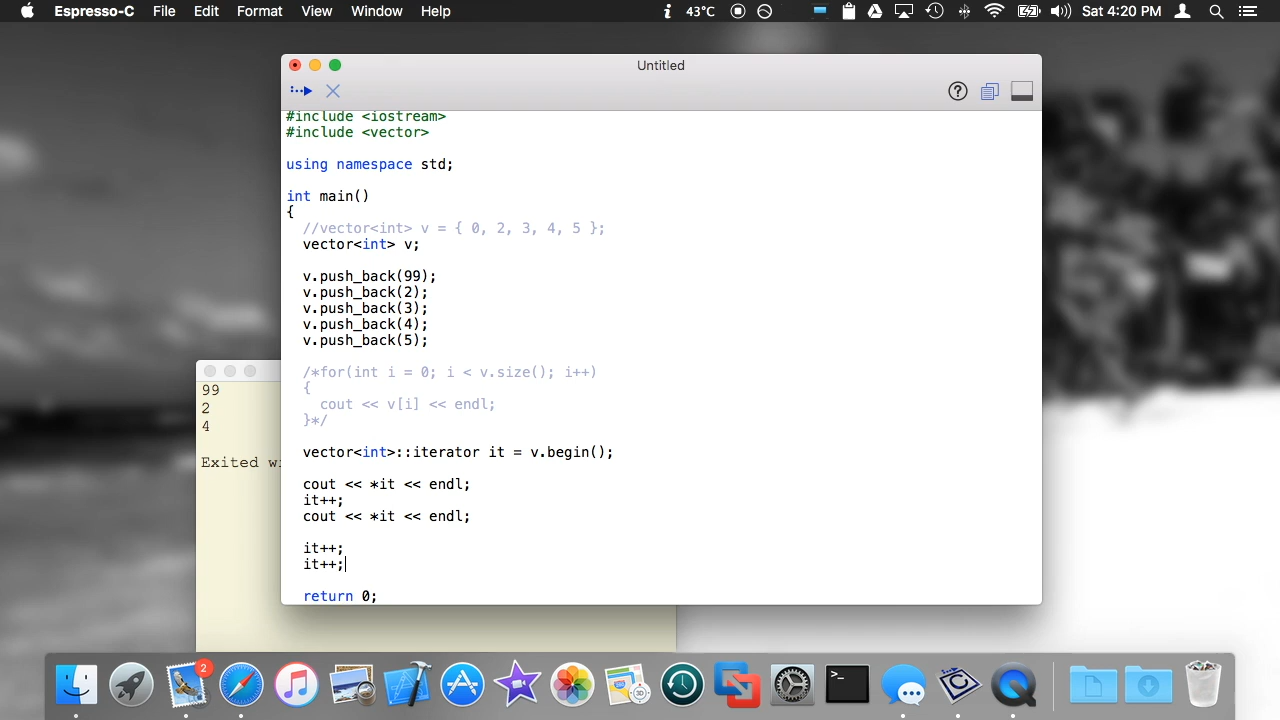 Espresso-C File Edit Format View Window Help 43°C Sat 4:20 PM
Untitled
#include <iostream>
#include <vector>
using namespace std;
int main()
{
//vector<int> v = { 0, 2, 3, 4, 5 };
vector<int> v;
v.push_back(99);
v.push_back(2);
v.push_back(3);
v.push_back(4);
v.push_back(5);
/*for(int i = 0; i < v.size(); i++)
{
cout << v[i] << endl;
}*/
vector<int>::iterator it = v.begin();
cout << *it << endl;
it++;
cout << *it << endl;
it++;
it++;
return 0;
99
2
4
Exited w
2